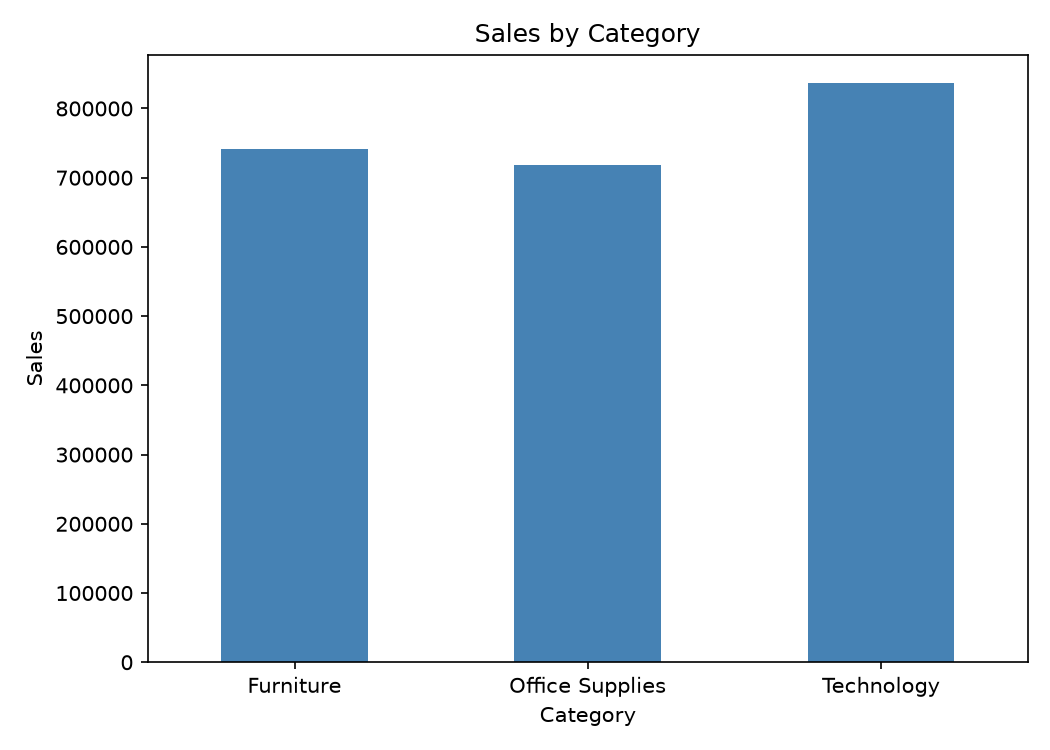 Sales by Category
Sales
800000
700000
600000
500000
400000
300000
200000
100000
0
Furniture
Office Supplies
Technology
Category